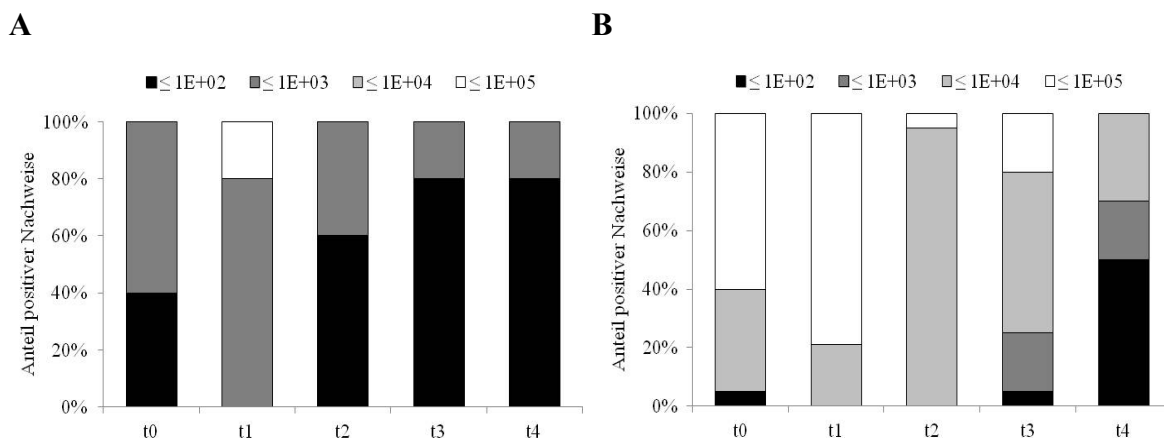 A
≤ 1E+02 ≤ 1E+03 ≤ 1E+04 ≤ 1E+05
Anteil positiver Nachweise
100%
80%
60%
40%
20%
0%
t0 t1 t2 t3 t4
B
≤ 1E+02 ≤ 1E+03 ≤ 1E+04 ≤ 1E+05
Anteil positiver Nachweise
100%
80%
60%
40%
20%
0%
t0 t1 t2 t3 t4